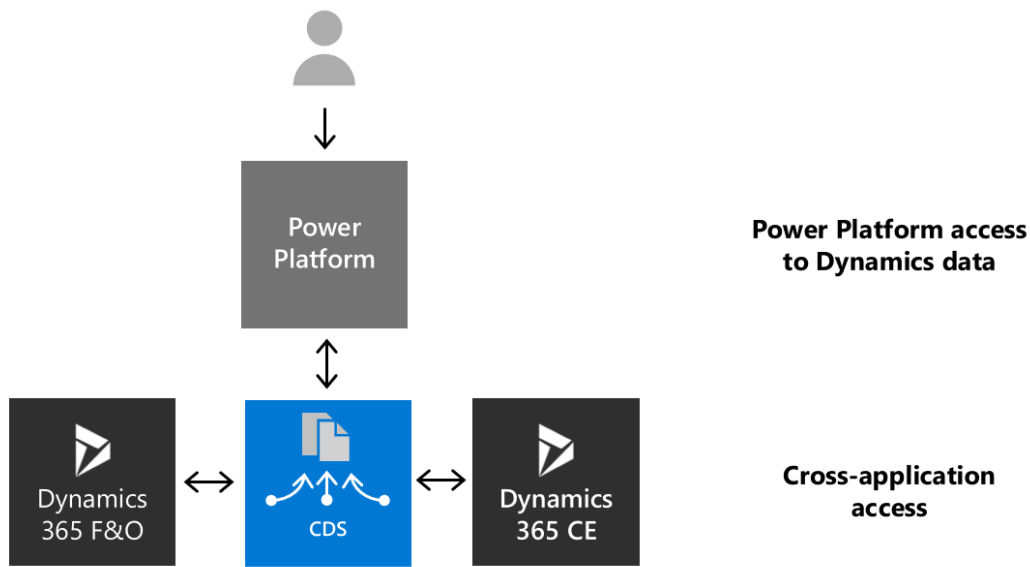 Power
Platform
Power Platform access
to Dynamics data
Dynamics
365 F&O
CDS
Dynamics
365 CE
Cross-application
access